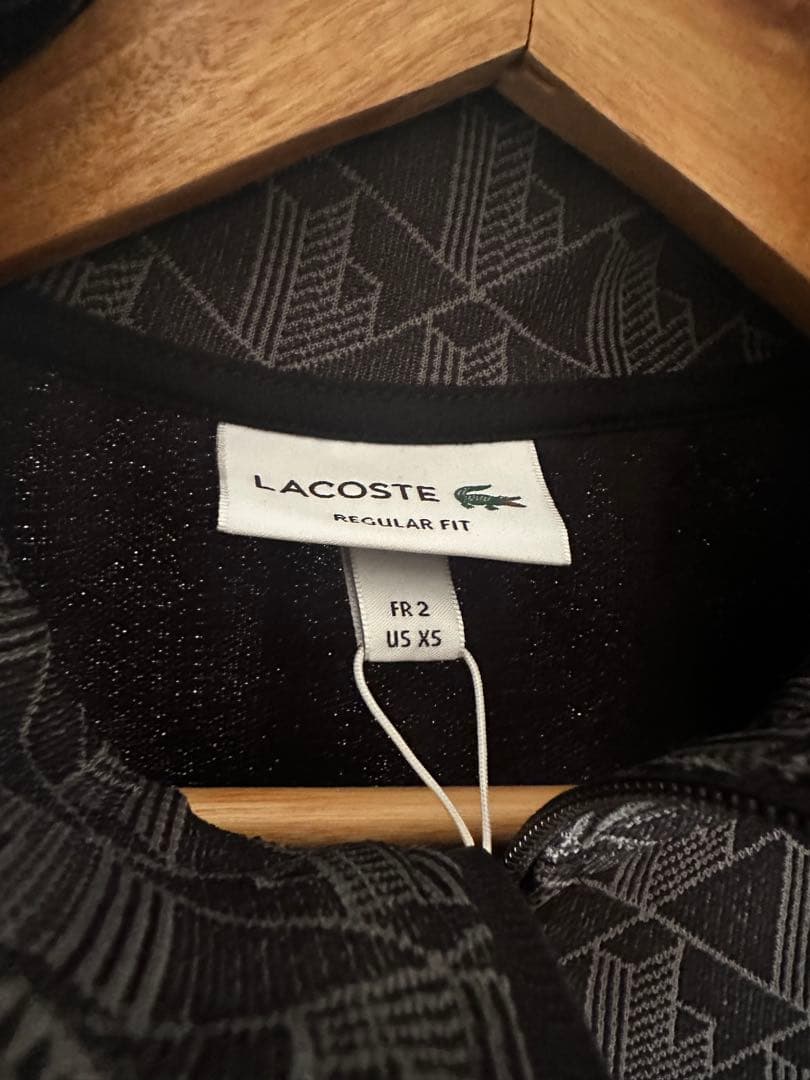 LACOSTE
REGULAR FIT
FR 2
US XS